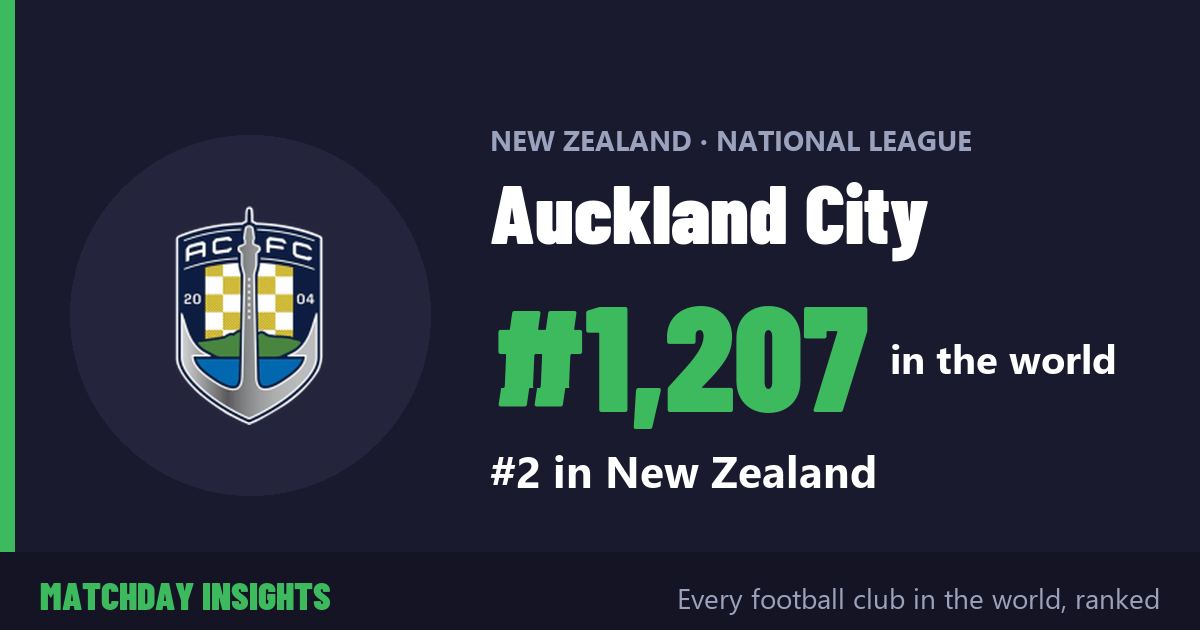 NEW ZEALAND · NATIONAL LEAGUE
Auckland City
AC FC
20 04
#1,207 in the world
#2 in New Zealand
MATCHDAY INSIGHTS
Every football club in the world, ranked